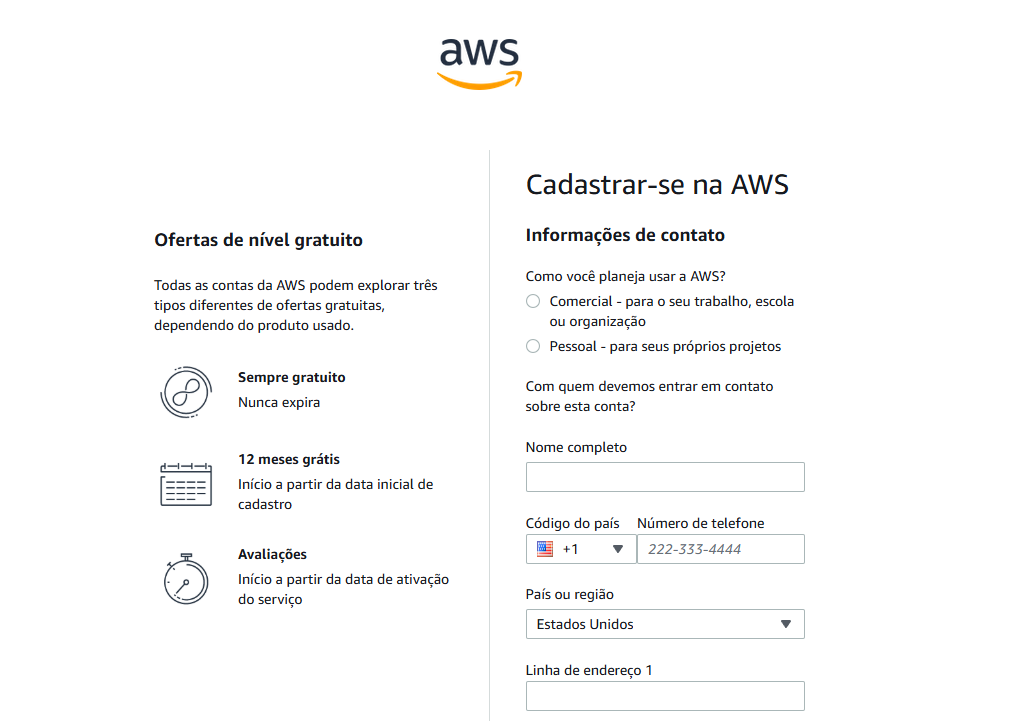 aws
Ofertas de nível gratuito
Todas as contas da AWS podem explorar três
tipos diferentes de ofertas gratuitas,
dependendo do produto usado.
Sempre gratuito
Nunca expira
12 meses grátis
Início a partir da data inicial de
cadastro
Avaliações
Início a partir da data de ativação
do serviço
Cadastrar-se na AWS
Informações de contato
Como você planeja usar a AWS?
Comercial - para o seu trabalho, escola
ou organização
Pessoal - para seus próprios projetos
Com quem devemos entrar em contato
sobre esta conta?
Nome completo
Código do país Número de telefone
+1 222-333-4444
País ou região
Estados Unidos
Linha de endereço 1